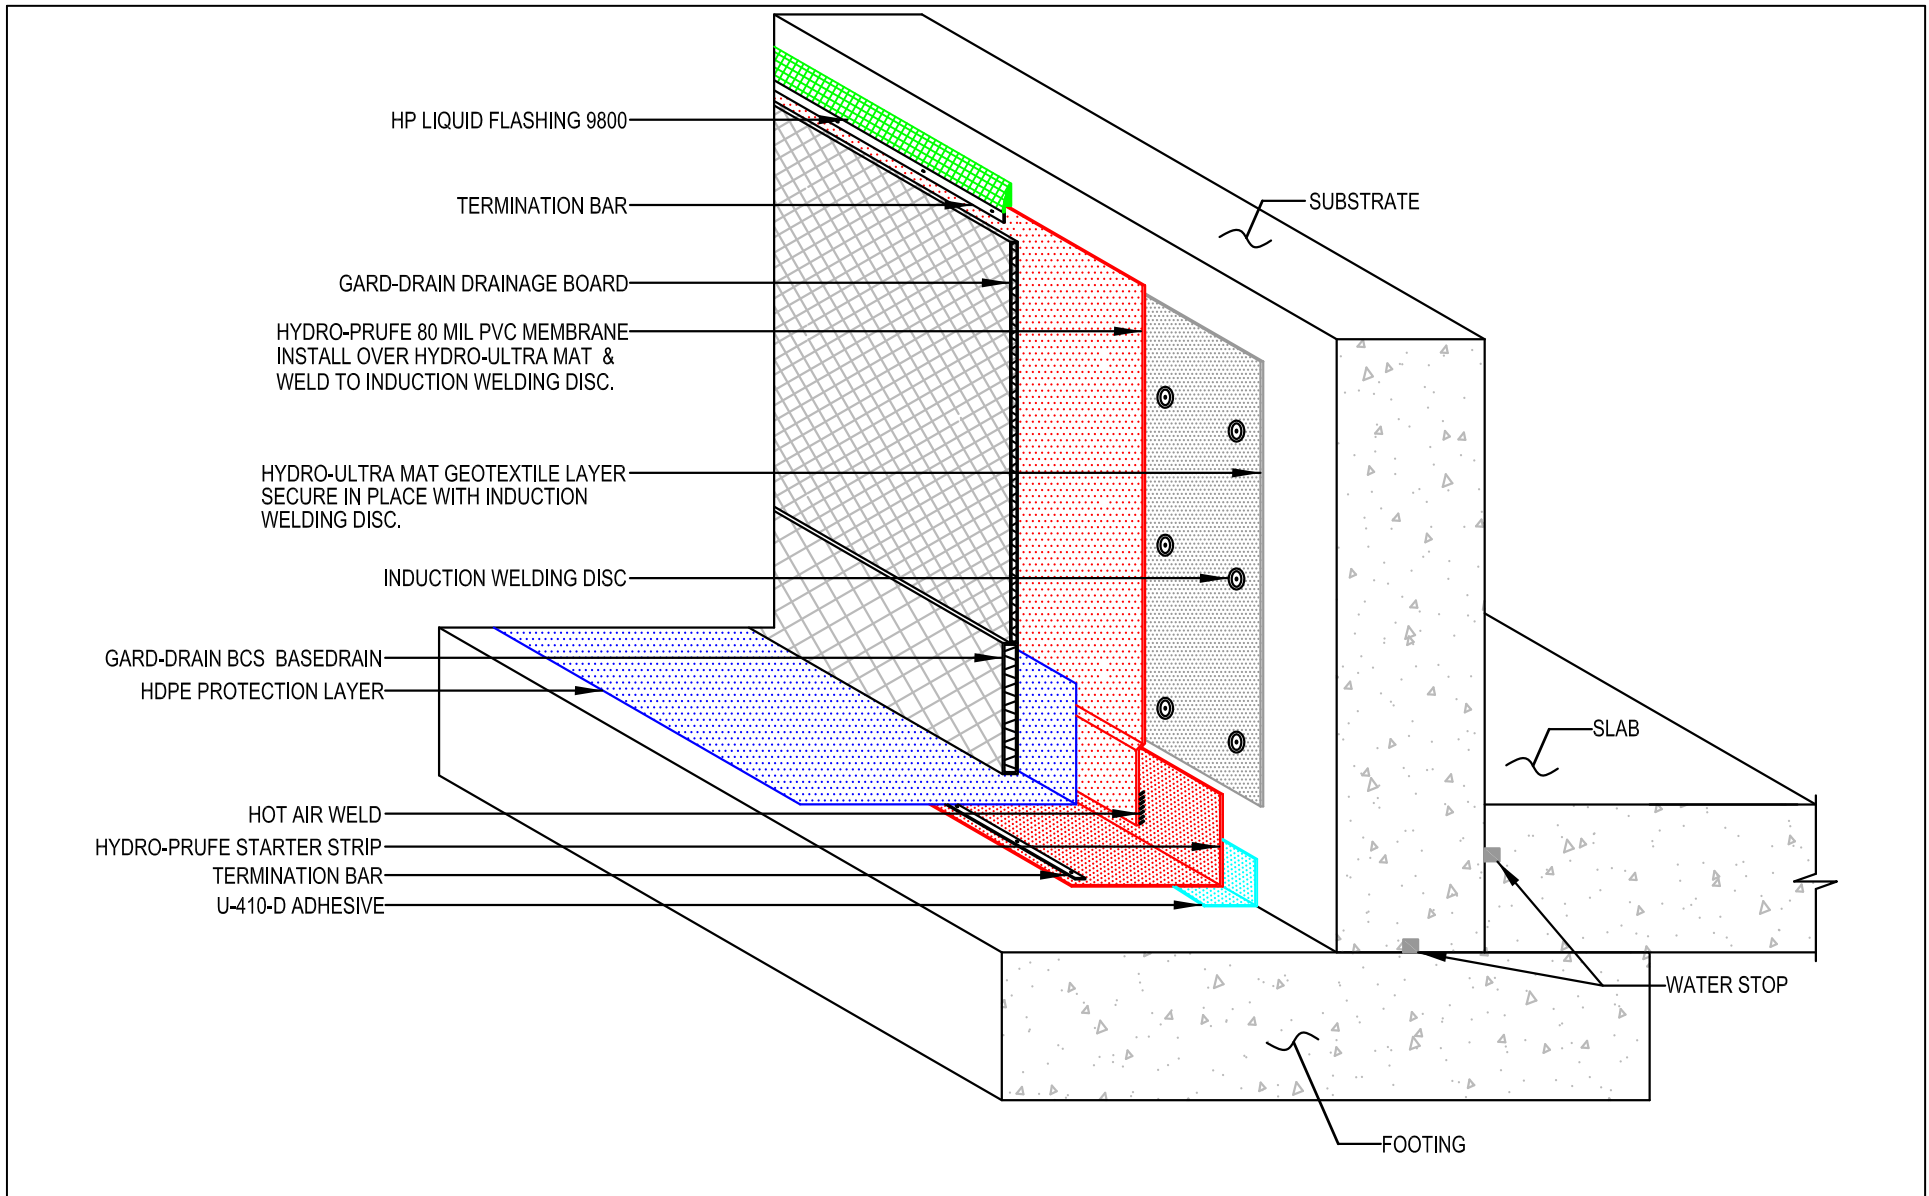 HP LIQUID FLASHING 9800
TERMINATION BAR
SUBSTRATE
GARD-DRAIN DRAINAGE BOARD
HYDRO-PRUFE 80 MIL PVC MEMBRANE
INSTALL OVER HYDRO-ULTRA MAT &
WELD TO INDUCTION WELDING DISC.
HYDRO-ULTRA MAT GEOTEXTILE LAYER
SECURE IN PLACE WITH INDUCTION
WELDING DISC.
INDUCTION WELDING DISC
GARD-DRAIN BCS BASEDRAIN
HDPE PROTECTION LAYER
SLAB
HOT AIR WELD
HYDRO-PRUFE STARTER STRIP
TERMINATION BAR
U-410-D ADHESIVE
WATER STOP
FOOTING